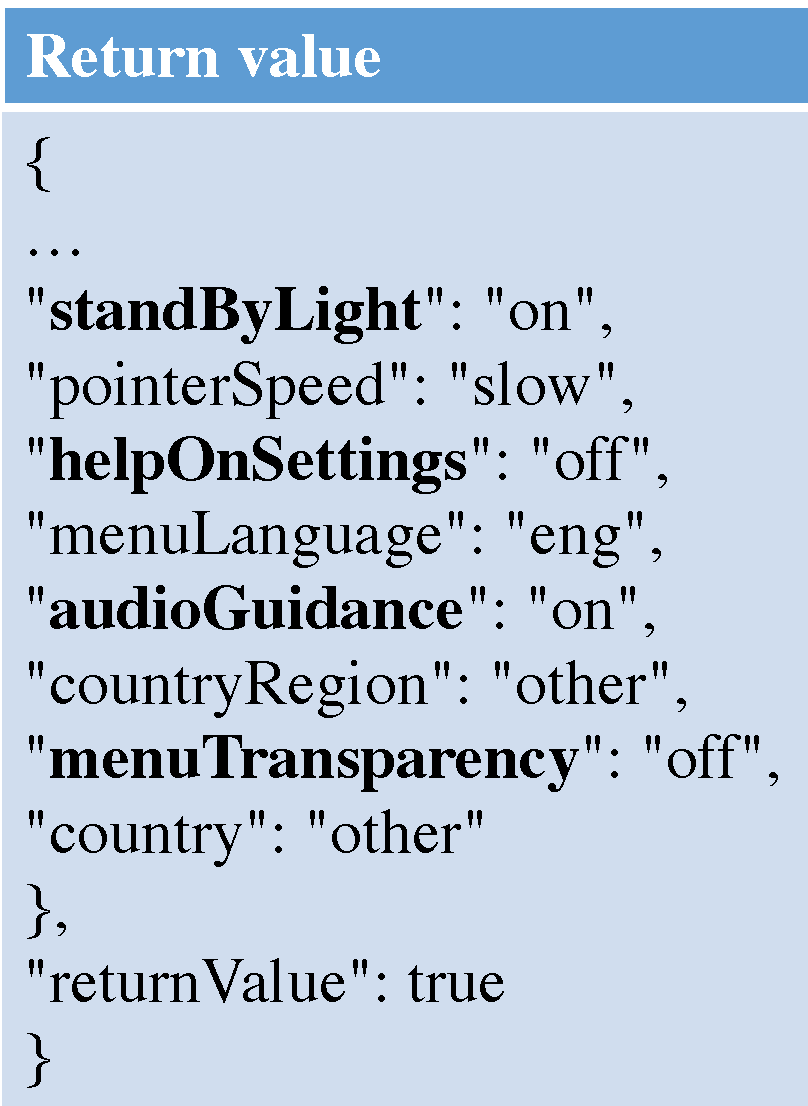 Return value
{
...
"standByLight": "on",
"pointerSpeed": "slow",
"helpOnSettings": "off",
"menuLanguage": "eng",
"audioGuidance": "on",
"countryRegion": "other",
"menuTransparency": "off",
"country": "other"
},
"returnValue": true
}